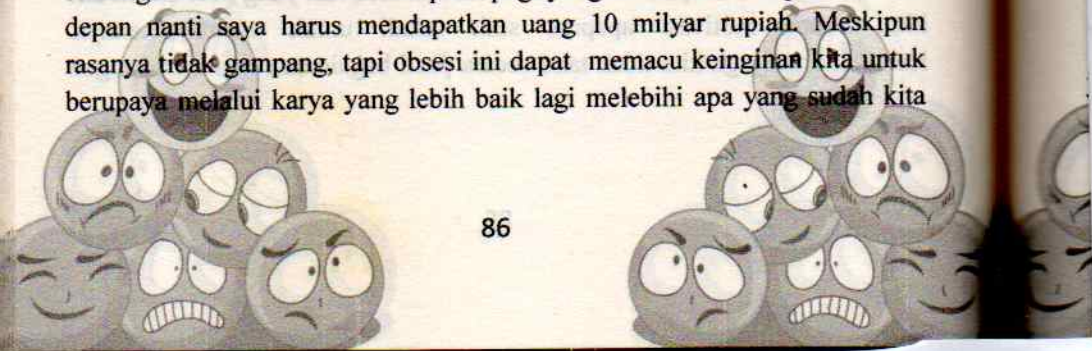 depan nanti saya harus mendapatkan uang 10 milyar rupiah. Meskipun
rasanya tidak gampang, tapi obsesi ini dapat memacu keinginan kita untuk
berupaya melalui karya yang lebih baik lagi melebihi apa yang sudah kita
86